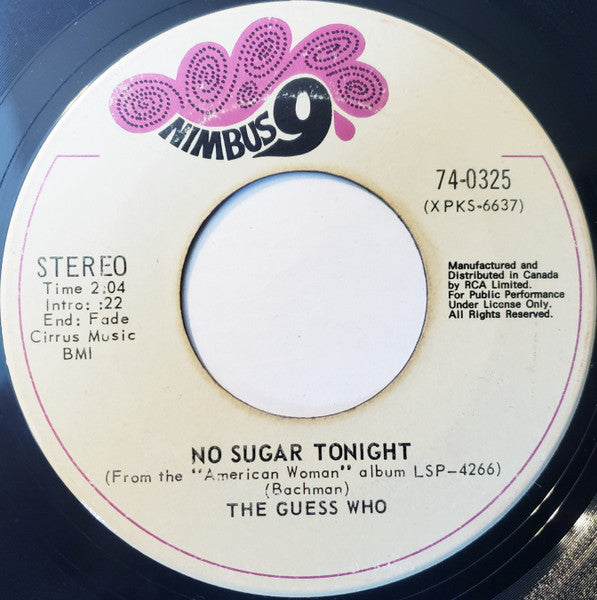 NIMBUS 9
74-0325
(XPKS-6637)
STEREO
Time 2:04
Intro: :22
End: Fade
Cirrus Music
BMI
Manufactured and
Distributed in Canada
by RCA Limited.
For Public Performance
Under License Only.
All Rights Reserved.
NO SUGAR TONIGHT
(From the "American Woman" album LSP-4266)
(Bachman)
THE GUESS WHO